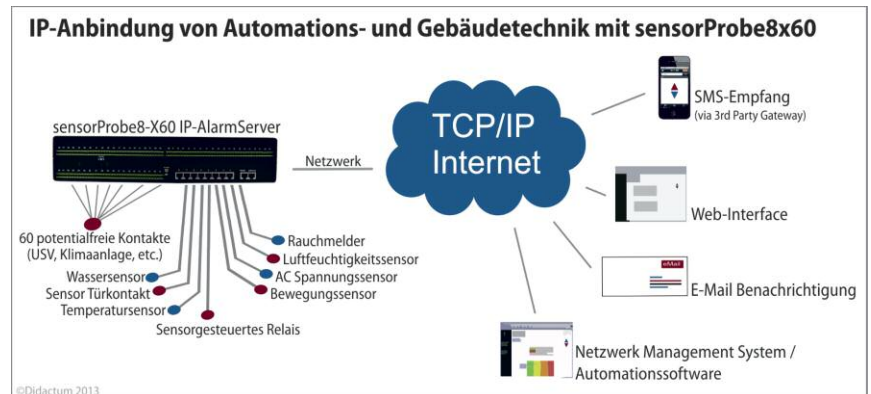 IP-Anbindung von Automations- und Gebäudetechnik mit sensorProbe8x60
sensorProbe8-X60 IP-AlarmServer
Netzwerk
TCP/IP
Internet
SMS-Empfang
(via 3rd Party Gateway)
Web-Interface
eMail
E-Mail Benachrichtigung
Netzwerk Management System /
Automationssoftware
60 potentialfreie Kontakte
(USV, Klimaanlage, etc.)
Wassersensor
Sensor Türkontakt
Temperatursensor
Sensorgesteuertes Relais
Rauchmelder
Luftfeuchtigkeitssensor
AC Spannungssensor
Bewegungssensor
©Didactum 2013